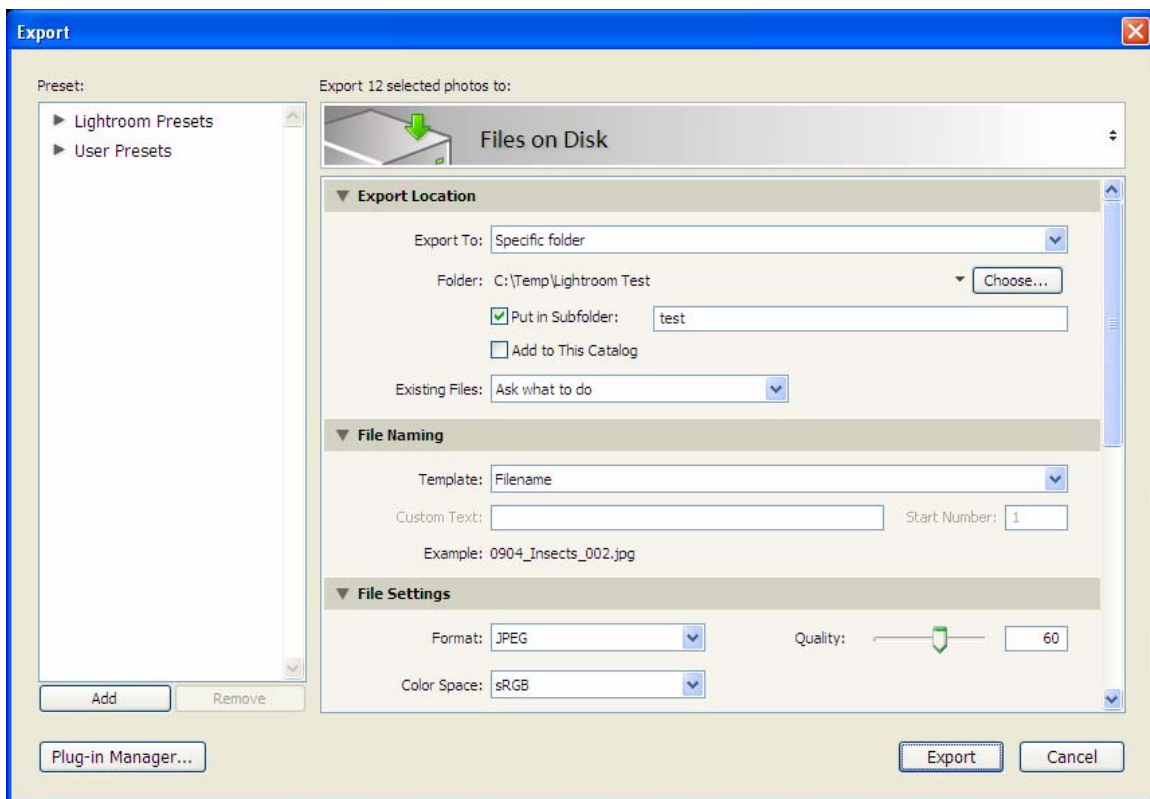 Export
Preset:
Lightroom Presets
User Presets
Add
Remove
Plug-in Manager...
Export 12 selected photos to:
Files on Disk
Export Location
Export To: Specific folder
Folder: C:\Temp\Lightroom Test Choose...
Put in Subfolder: test
Add to This Catalog
Existing Files: Ask what to do
File Naming
Template: Filename
Custom Text: Start Number: 1
Example: 0904_Insects_002.jpg
File Settings
Format: JPEG Quality: 60
Color Space: sRGB
Export Cancel